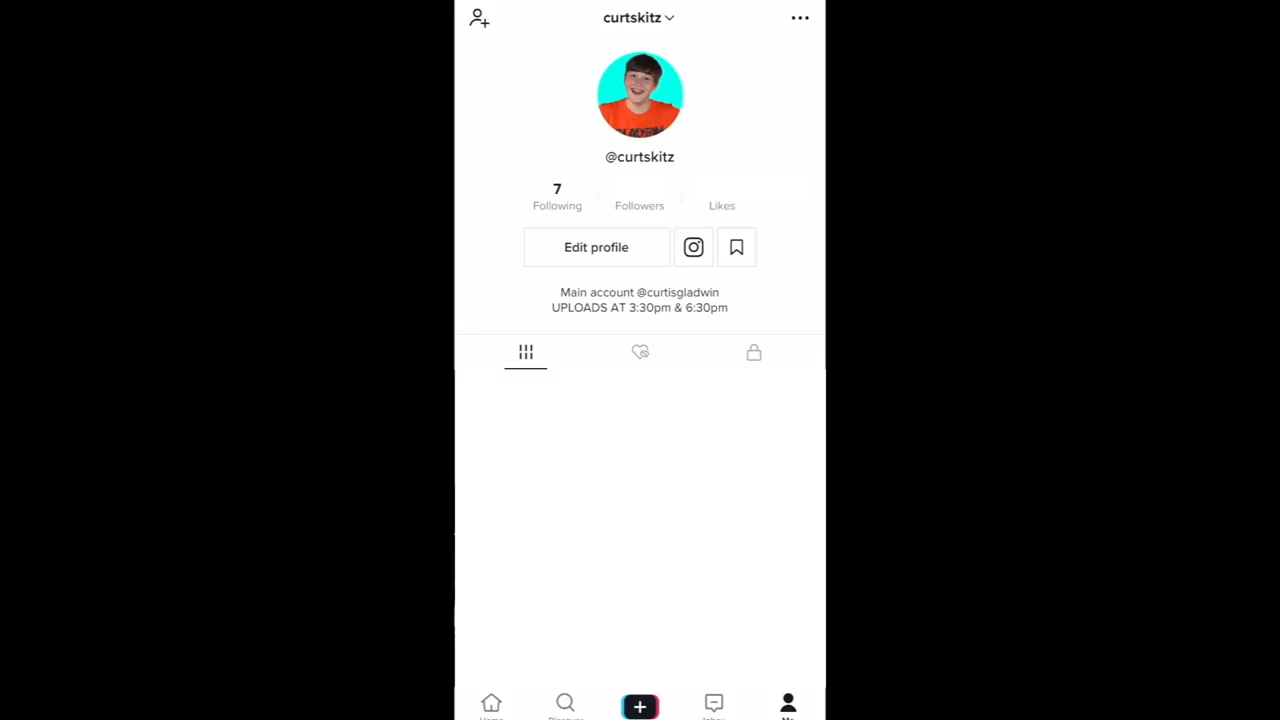 curtskitz
@curtskitz
7
Following
Followers
Likes
Edit profile
Main account @curtisgladwin
UPLOADS AT 3:30pm & 6:30pm